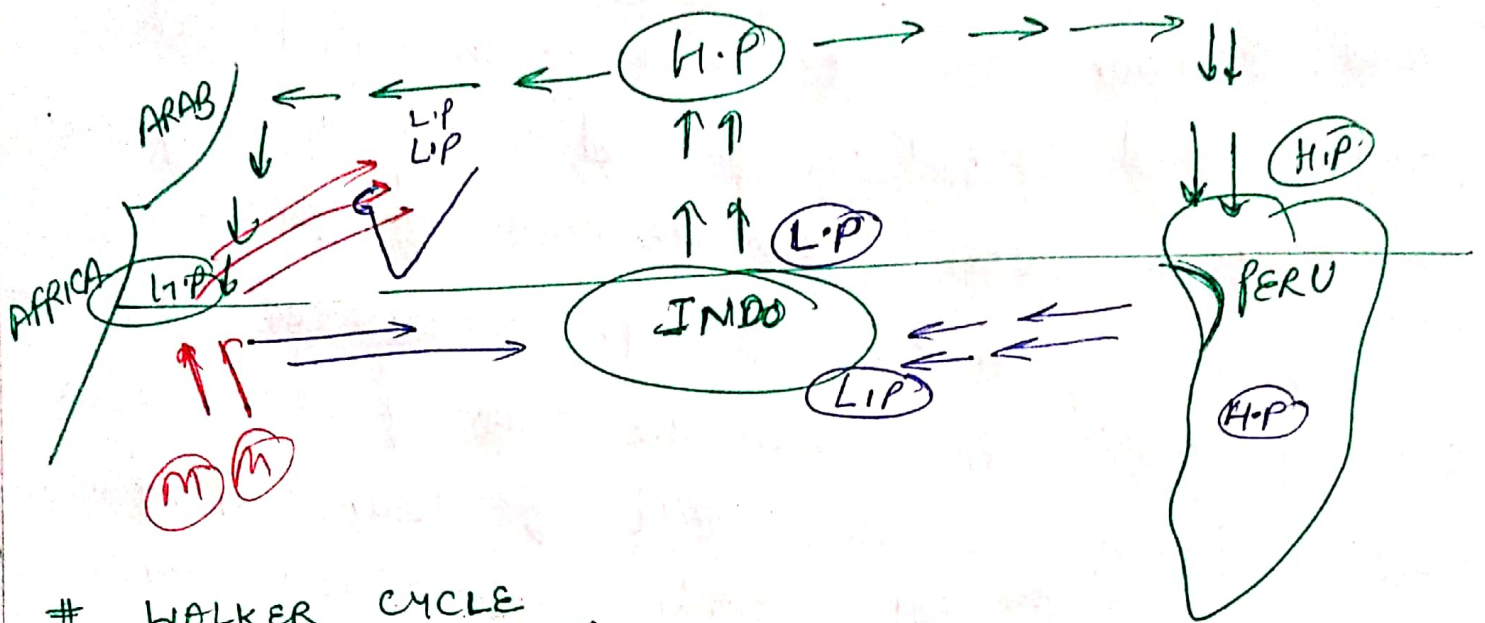 H.P
ARAB
L.P
L.P
H.P
L.P
AFRICA
H.P
INDO
PERU
L.P
H.P
M M
# WALKER CYCLE